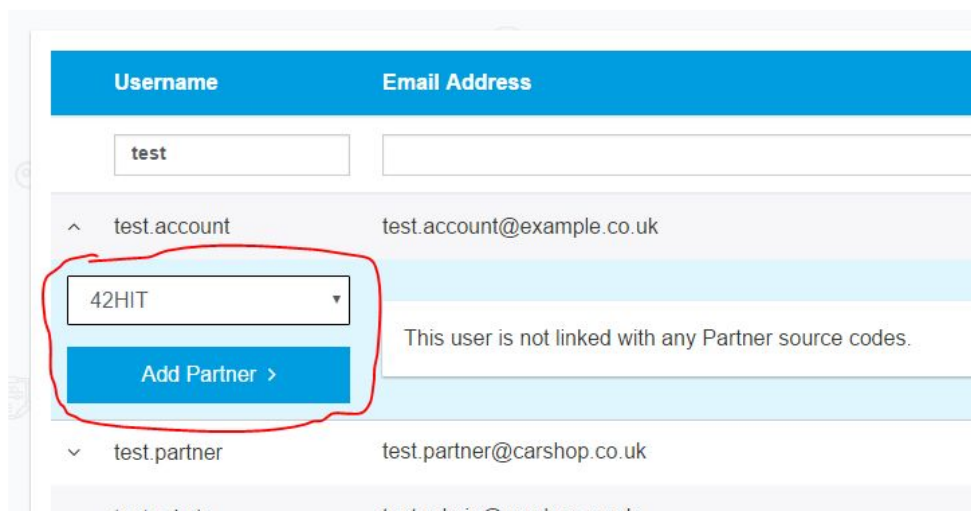 Username Email Address
test
test.account test.account@example.co.uk
42HIT
This user is not linked with any Partner source codes.
Add Partner >
test.partner test.partner@carshop.co.uk